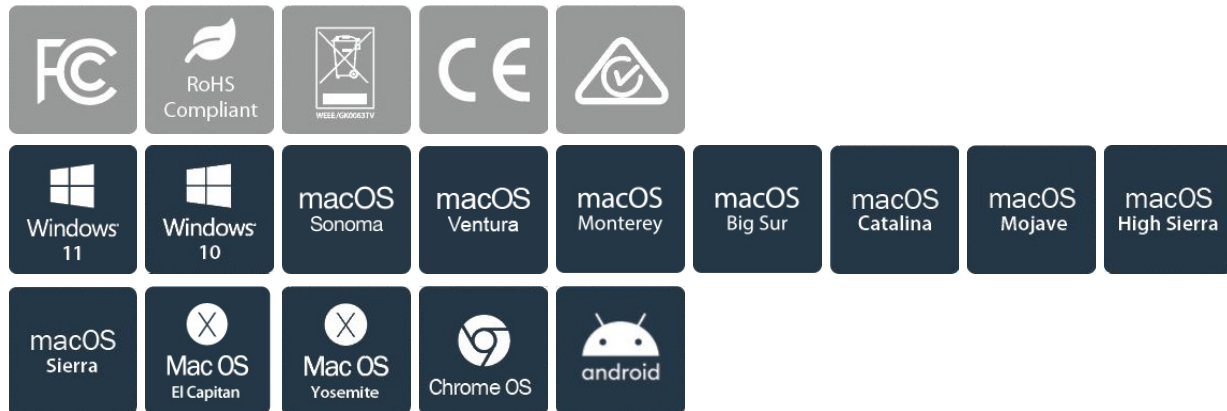 FC
RoHS
Compliant
WEEE/GK0063TV
CE
Windows
11
Windows
10
macOS
Sonoma
macOS
Ventura
macOS
Monterey
macOS
Big Sur
macOS
Catalina
macOS
Mojave
macOS
High Sierra
macOS
Sierra
X
Mac OS
El Capitan
X
Mac OS
Yosemite
Chrome OS
android